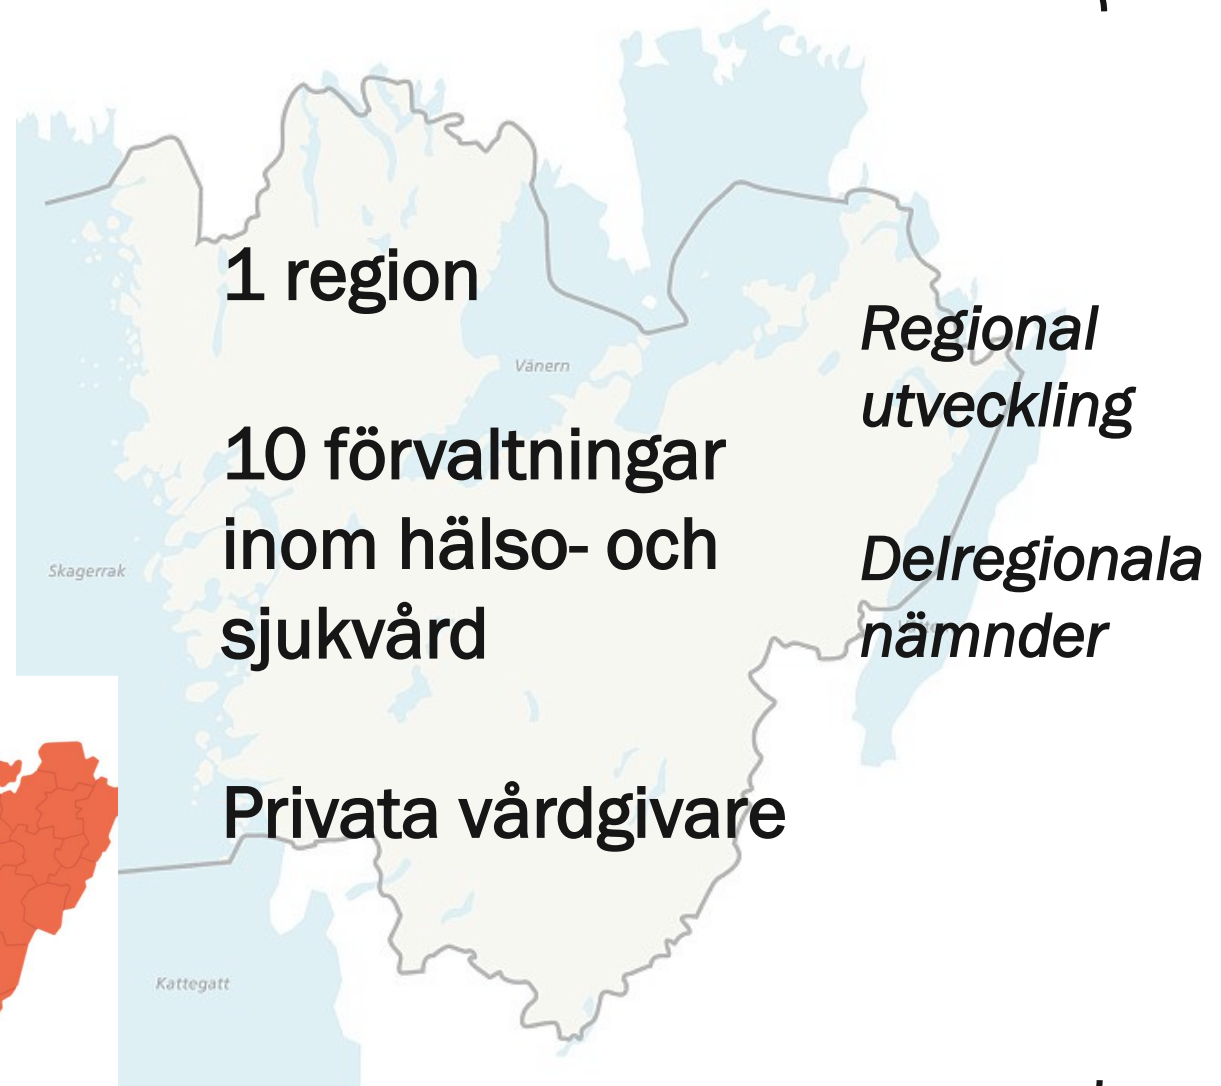 1 region
Vänern
10 förvaltningar
inom hälso- och
Skagerrak
sjukvård
Privata vårdgivare
Kattegatt
Regional
utveckling
Delregionala
nämnder